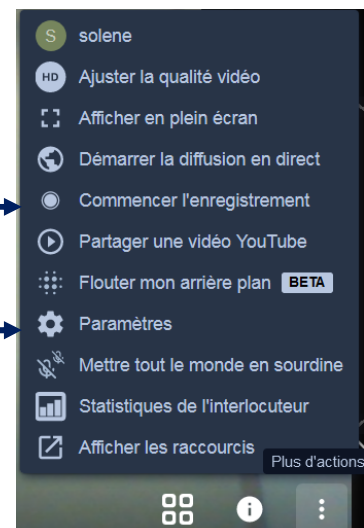 S solene
HD Ajuster la qualité vidéo
Afficher en plein écran
Démarrer la diffusion en direct
Commencer l'enregistrement
Partager une vidéo YouTube
Flouter mon arrière plan BETA
Paramètres
Mettre tout le monde en sourdine
Statistiques de l'interlocuteur
Afficher les raccourcis
Plus d'actions